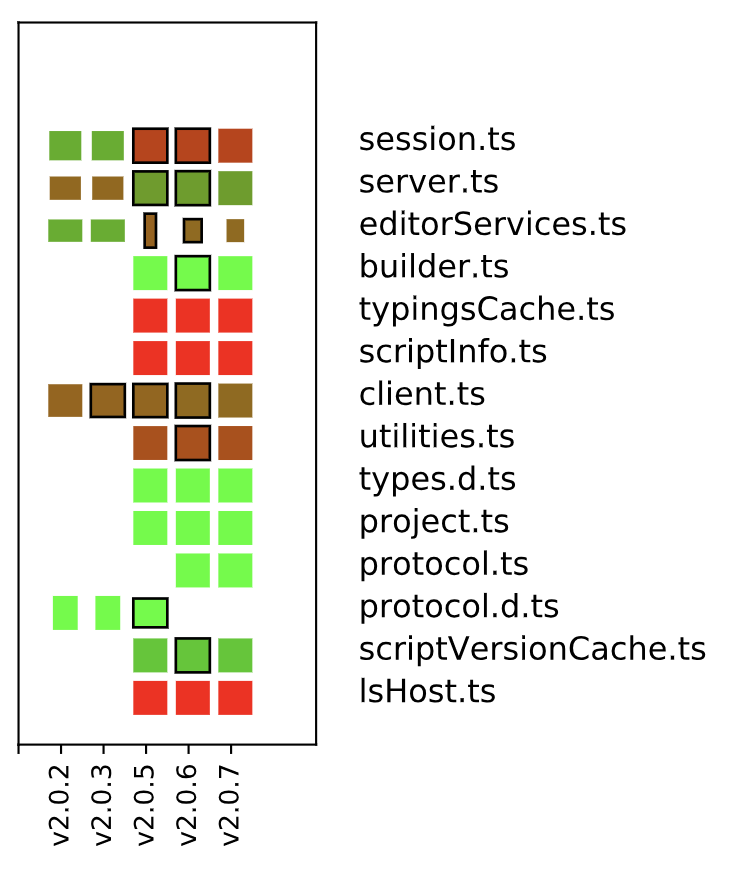 session.ts
server.ts
editorServices.ts
builder.ts
typingsCache.ts
scriptInfo.ts
client.ts
utilities.ts
types.d.ts
project.ts
protocol.ts
protocol.d.ts
scriptVersionCache.ts
lsHost.ts
v2.0.2
v2.0.3
v2.0.5
v2.0.6
v2.0.7